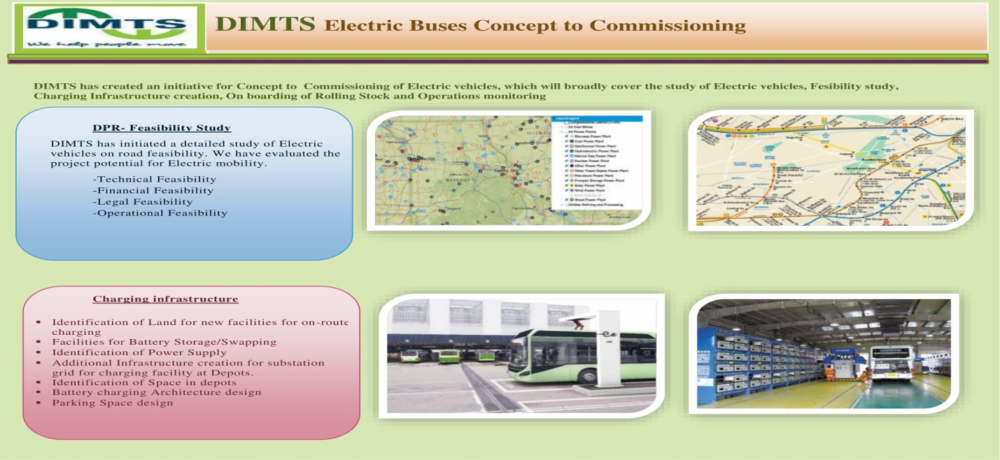 DIMTS
We help people move
DIMTS Electric Buses Concept to Commissioning
DIMTS has created an initiative for Concept to Commissioning of Electric vehicles, which will broadly cover the study of Electric vehicles, Fesibility study,
Charging Infrastructure creation, On boarding of Rolling Stock and Operations monitoring
DPR- Feasibility Study
DIMTS has initiated a detailed study of Electric
vehicles on road feasibility. We have evaluated the
project potential for Electric mobility.
-Technical Feasibility
-Financial Feasibility
-Legal Feasibility
-Operational Feasibility
All Coal Mines
All Power Plants
Biomass Power Plant
Coal Power Plant
Geothermal Power Plant
Hydroelectric Power Plant
Natural Gas Power Plant
Nuclear Power Plant
Other Power Plant
Other Fossil Gases Power Plant
Petroleum Power Plant
Pumped Storage Power Plant
Solar Power Plant
Wind Power Plant
Wood Power Plant
Oil/Gas Refining and Processing
Charging infrastructure
▪ Identification of Land for new facilities for on-route
charging
▪ Facilities for Battery Storage/Swapping
▪ Identification of Power Supply
▪ Additional Infrastructure creation for substation
grid for charging facility at Depots.
▪ Identification of Space in depots
▪ Battery charging Architecture design
▪ Parking Space design